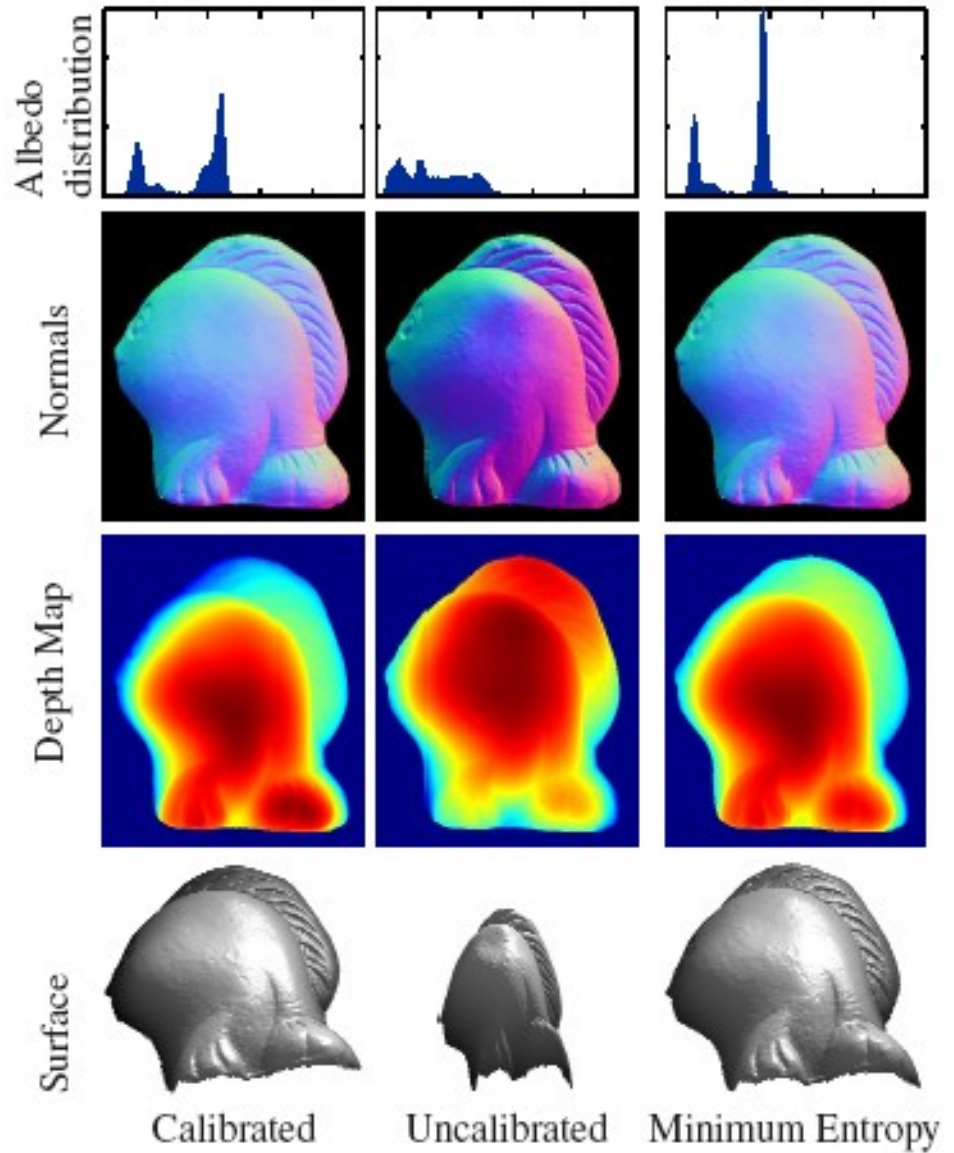 Albedo
distribution
Normals
Depth Map
Surface
Calibrated
Uncalibrated
Minimum Entropy